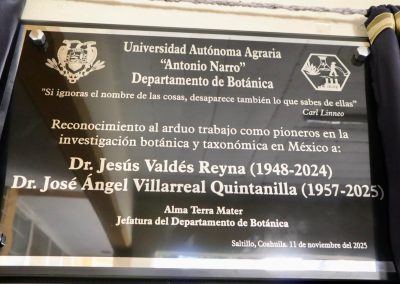 Universidad Autónoma Agraria
“Antonio Narro”
Departamento de Botánica
"Si ignoras el nombre de las cosas, desaparece también lo que sabes de ellas"
Carl Linneo
Reconocimiento al arduo trabajo como pioneros en la
investigación botánica y taxonómica en México a:
Dr. Jesús Valdés Reyna (1948-2024)
Dr. José Ángel Villarreal Quintanilla (1957-2025)
Alma Terra Mater
Jefatura del Departamento de Botánica
Saltillo, Coahuila. 11 de noviembre del 2025